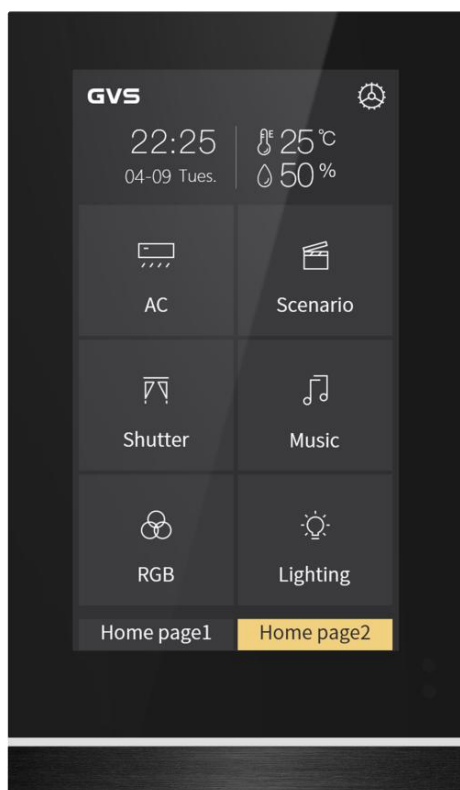 GVS
22:25
04-09 Tues.
25℃
50%
AC
Scenario
Shutter
Music
RGB
Lighting
Home page1
Home page2